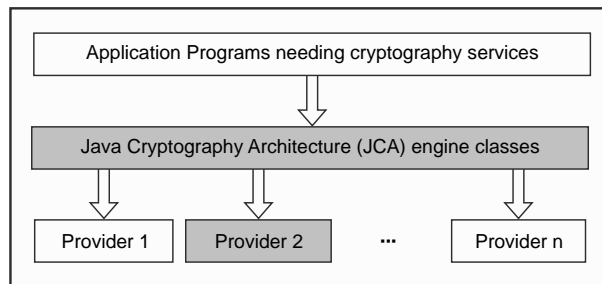 Application Programs needing cryptography services
Java Cryptography Architecture (JCA) engine classes
Provider 1
Provider 2
...
Provider n